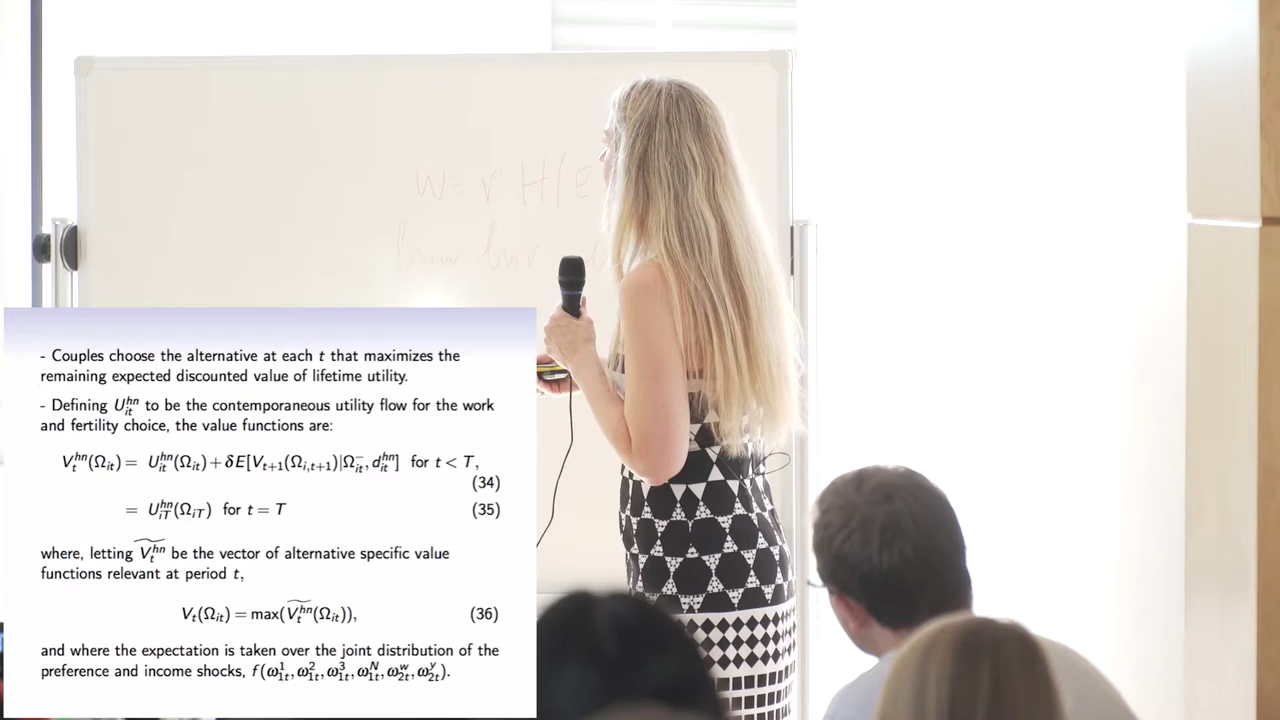 W = r H(E
- Couples choose the alternative at each t that maximizes the
remaining expected discounted value of lifetime utility.
- Defining U_{it}^{hn} to be the contemporaneous utility flow for the work
and fertility choice, the value functions are:
V_t^{hn}(Ω_{it}) = U_{it}^{hn}(Ω_{it}) + δE[V_{t+1}(Ω_{i,t+1})|Ω_{it}^-, d_{it}^{hn}] for t < T,
(34)
= U_{iT}^{hn}(Ω_{iT}) for t = T (35)
where, letting \widetilde{V_t^{hn}} be the vector of alternative specific value
functions relevant at period t,
V_t(Ω_{it}) = max(\widetilde{V_t^{hn}}(Ω_{it})), (36)
and where the expectation is taken over the joint distribution of the
preference and income shocks, f(ω_{1t}^1, ω_{1t}^2, ω_{1t}^3, ω_{1t}^N, ω_{2t}^w, ω_{2t}^y).